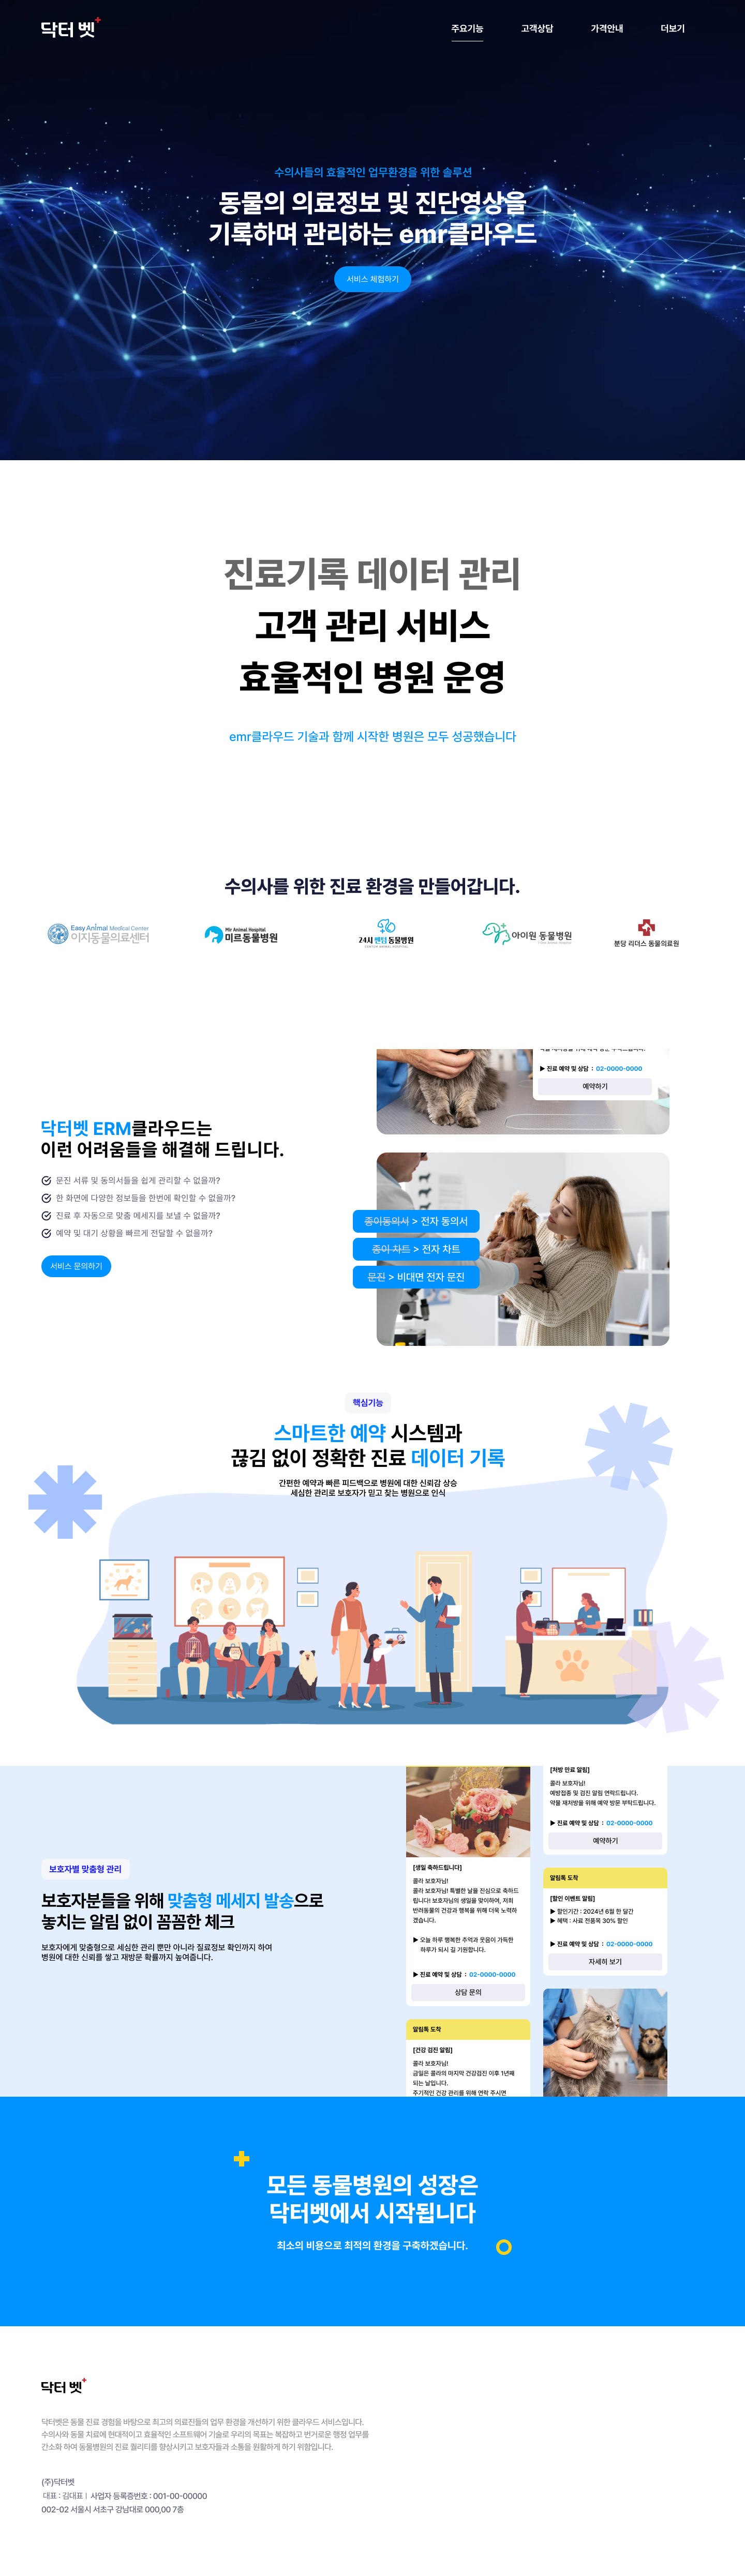 닥터 벳
주요기능 고객상담 가격안내 더보기
수의사들의 효율적인 업무환경을 위한 솔루션
동물의 의료정보 및 진단영상을
기록하며 관리하는 emr클라우드
서비스 체험하기
진료기록 데이터 관리
고객 관리 서비스
효율적인 병원 운영
emr클라우드 기술과 함께 시작한 병원은 모두 성공했습니다
수의사를 위한 진료 환경을 만들어갑니다.
Easy Animal Medical Center
이지동물의료센터
Mir Animal Hospital
미르동물병원
24시 센텀 동물병원
CENTUM ANIMAL HOSPITAL
아이원 동물병원
분당 리더스 동물의료원
▶ 진료 예약 및 상담 : 02-0000-0000
예약하기
닥터벳 ERM클라우드는
이런 어려움들을 해결해 드립니다.
문진 서류 및 동의서들을 쉽게 관리할 수 없을까?
한 화면에 다양한 정보들을 한번에 확인할 수 없을까?
진료 후 자동으로 맞춤 메세지를 보낼 수 없을까?
예약 및 대기 상황을 빠르게 전달할 수 없을까?
서비스 문의하기
종이동의서 > 전자 동의서
종이 차트 > 전자 차트
문진 > 비대면 전자 문진
핵심기능
스마트한 예약 시스템과
끊김 없이 정확한 진료 데이터 기록
간편한 예약과 빠른 피드백으로 병원에 대한 신뢰감 상승
세심한 관리로 보호자가 믿고 찾는 병원으로 인식
보호자별 맞춤형 관리
보호자분들을 위해 맞춤형 메세지 발송으로
놓치는 알림 없이 꼼꼼한 체크
보호자에게 맞춤형으로 세심한 관리 뿐만 아니라 질료정보 확인까지 하여
병원에 대한 신뢰를 쌓고 재방문 확률까지 높여줍니다.
[생일 축하드립니다]
콜라 보호자님!
콜라 보호자님! 특별한 날을 진심으로 축하드
립니다! 보호자님의 생일을 맞이하여, 저희
반려동물의 건강과 행복을 위해 더욱 노력하
겠습니다.
▶ 오늘 하루 행복한 추억과 웃음이 가득한
하루가 되시 길 기원합니다.
▶ 진료 예약 및 상담 : 02-0000-0000
상담 문의
알림톡 도착
[건강 검진 알림]
콜라 보호자님!
금일은 콜라의 마지막 건강검진 이후 1년째
되는 날입니다.
주기적인 건강 관리를 위해 연락 주시면
[처방 만료 알림]
콜라 보호자님!
예방접종 및 검진 알림 연락드립니다.
약물 재처방을 위해 예약 방문 부탁드립니다.
▶ 진료 예약 및 상담 : 02-0000-0000
예약하기
알림톡 도착
[할인 이벤트 알림]
▶ 할인기간 : 2024년 6월 한 달간
▶ 혜택 : 사료 전품목 30% 할인
▶ 진료 예약 및 상담 : 02-0000-0000
자세히 보기
모든 동물병원의 성장은
닥터벳에서 시작됩니다
최소의 비용으로 최적의 환경을 구축하겠습니다.
닥터 벳
닥터벳은 동물 진료 경험을 바탕으로 최고의 의료진들의 업무 환경을 개선하기 위한 클라우드 서비스입니다.
수의사와 동물 치료에 현대적이고 효율적인 소프트웨어 기술로 우리의 목표는 복잡하고 번거로운 행정 업무를
간소화 하여 동물병원의 진료 퀄리티를 향상시키고 보호자들과 소통을 원활하게 하기 위함입니다.
(주)닥터벳
대표 : 김대표 | 사업자 등록증번호 : 001-00-00000
002-02 서울시 서초구 강남대로 000,00 7층